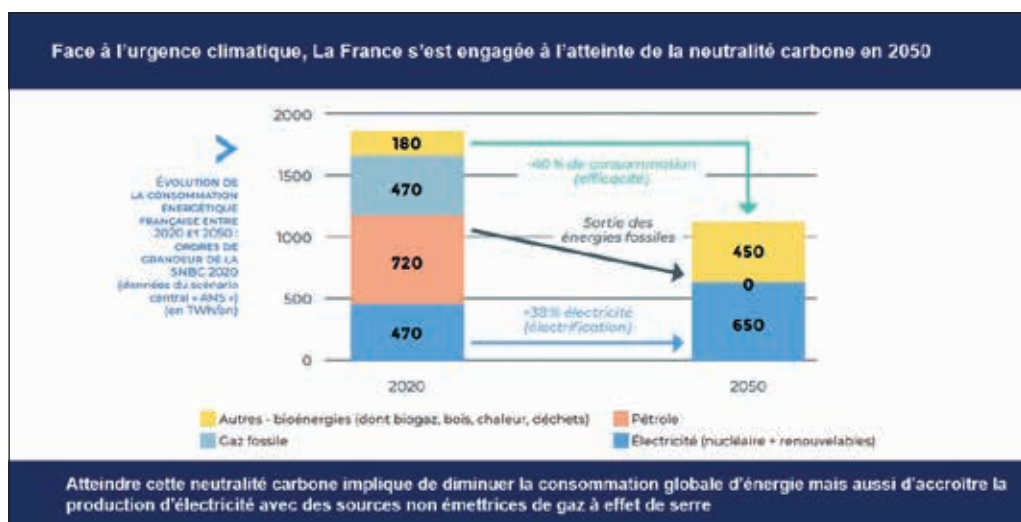 Face à l'urgence climatique, La France s'est engagée à l'atteinte de la neutralité carbone en 2050
ÉVOLUTION DE
LA CONSOMMATION
ÉNERGÉTIQUE
FRANÇAISE ENTRE
2020 ET 2050 :
ORDRES DE
GRANDEUR DE LA
SNBC 2020
(données du scénario
central « AMS »)
(en TWh/an)
2000
1500
1000
500
0
180
470
720
470
-40 % de consommation
(efficacité)
Sortie des
énergies fossiles
+38% électricité
(électrification)
450
0
650
2020
2050
Autres - bioénergies (dont biogaz, bois, chaleur, déchets)
Pétrole
Gaz fossile
Électricité (nucléaire + renouvelables)
Atteindre cette neutralité carbone implique de diminuer la consommation globale d'énergie mais aussi d'accroître la
production d'électricité avec des sources non émettrices de gaz à effet de serre